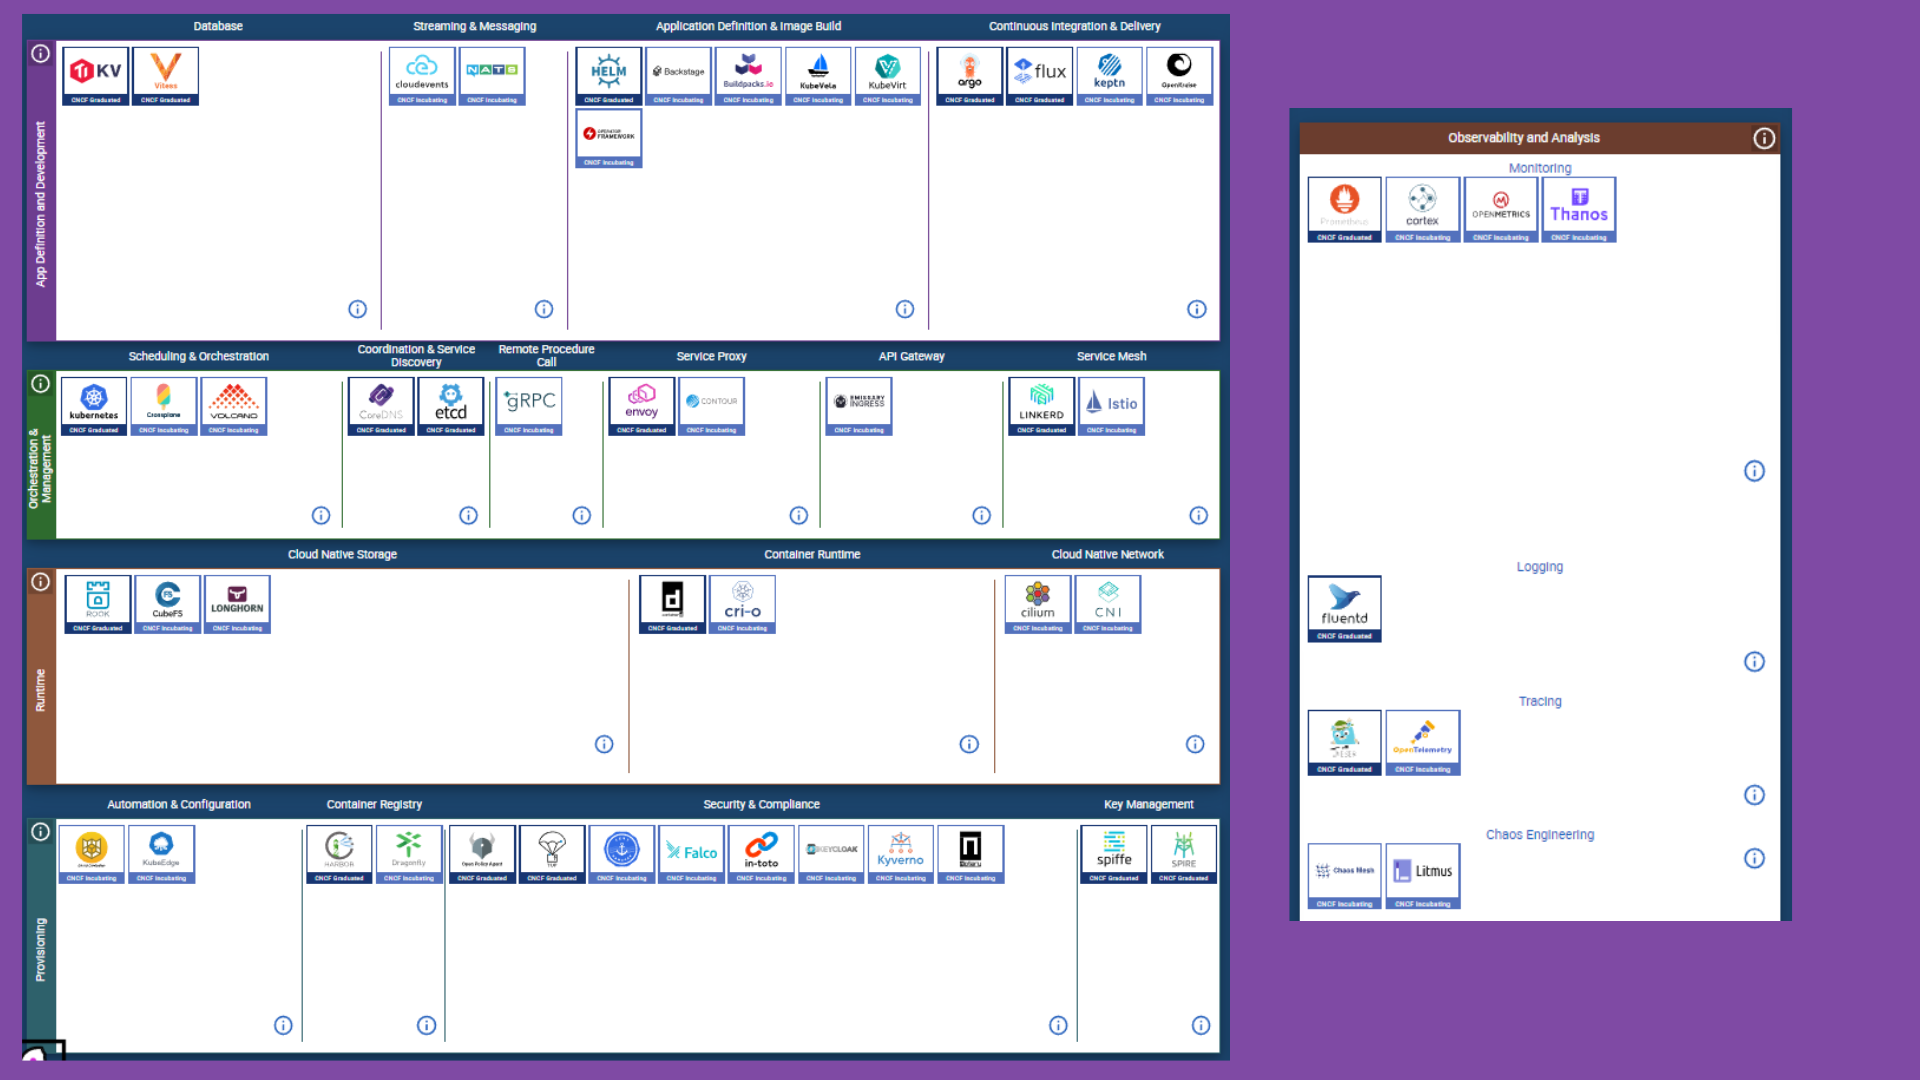 Database
Streaming & Messaging
Application Definition & Image Build
Continuous Integration & Delivery
App Definition and Development
KV
CNCF Graduated
Vitess
CNCF Graduated
cloudevents
CNCF Incubating
NATS
CNCF Incubating
HELM
CNCF Graduated
Backstage
CNCF Incubating
Buildpacks.io
CNCF Incubating
KubeVela
CNCF Incubating
KubeVirt
CNCF Incubating
OPERATOR
FRAMEWORK
CNCF Incubating
argo
CNCF Graduated
flux
CNCF Graduated
keptn
CNCF Incubating
OpenKruise
CNCF Incubating
Scheduling & Orchestration
Coordination & Service
Discovery
Remote Procedure
Call
Service Proxy
API Gateway
Service Mesh
Orchestration &
Management
kubernetes
CNCF Graduated
Crossplane
CNCF Incubating
VOLCANO
CNCF Incubating
CoreDNS
CNCF Graduated
etcd
CNCF Graduated
gRPC
CNCF Incubating
envoy
CNCF Graduated
CONTOUR
CNCF Incubating
EMISSARY
INGRESS
CNCF Incubating
LINKERD
CNCF Graduated
Istio
CNCF Incubating
Cloud Native Storage
Container Runtime
Cloud Native Network
Runtime
ROOK
CNCF Graduated
CubeFS
CNCF Incubating
LONGHORN
CNCF Incubating
CNCF Graduated
cri-o
CNCF Incubating
cilium
CNCF Incubating
CNI
CNCF Incubating
Automation & Configuration
Container Registry
Security & Compliance
Key Management
Provisioning
CNCF Incubating
KubeEdge
CNCF Incubating
HARBOR
CNCF Graduated
Dragonfly
CNCF Incubating
Open Policy Agent
CNCF Graduated
TUF
CNCF Graduated
CNCF Incubating
Falco
CNCF Incubating
in-toto
CNCF Incubating
KEYCLOAK
CNCF Incubating
Kyverno
CNCF Incubating
Notary
CNCF Incubating
spiffe
CNCF Graduated
SPIRE
CNCF Graduated
Observability and Analysis
Monitoring
Prometheus
CNCF Graduated
cortex
CNCF Incubating
OPENMETRICS
CNCF Incubating
Thanos
CNCF Incubating
Logging
fluentd
CNCF Graduated
Tracing
CNCF Graduated
OpenTelemetry
CNCF Incubating
Chaos Engineering
Chaos Mesh
CNCF Incubating
Litmus
CNCF Incubating